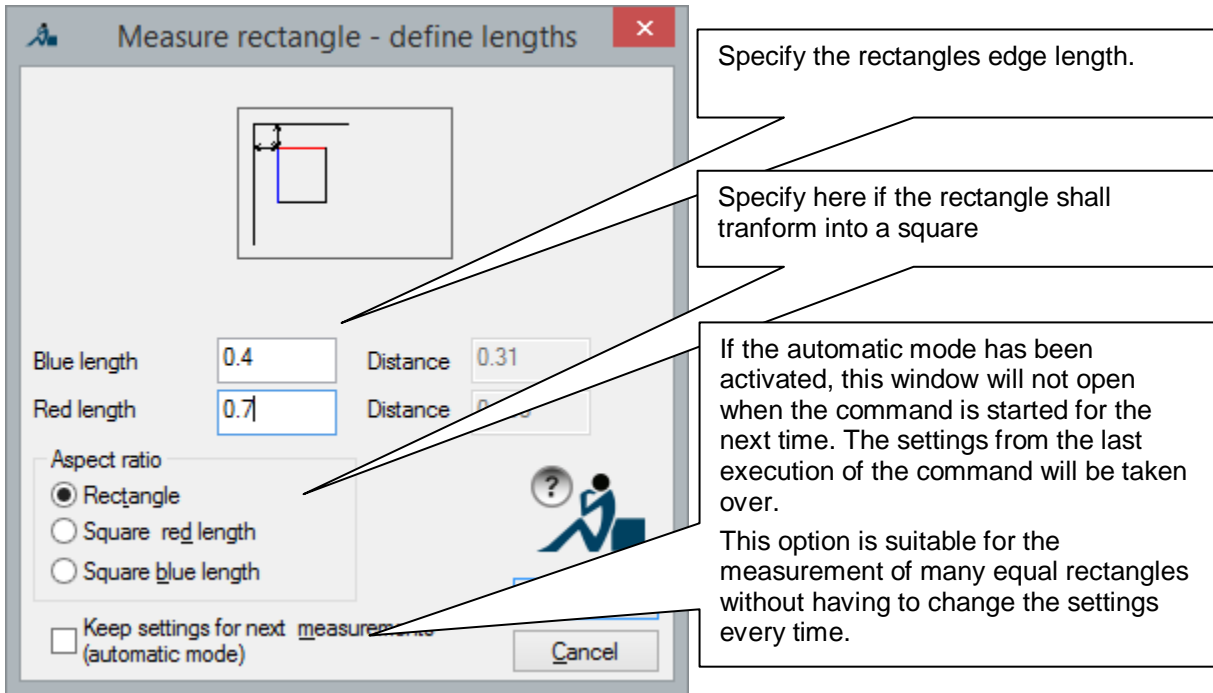 Measure rectangle - define lengths
Specify the rectangles edge length.
Specify here if the rectangle shall
tranform into a square
Blue length 0.4 Distance 0.31
Red length 0.7 Distance
Aspect ratio
Rectangle
Square red length
Square blue length
?
Keep settings for next measurements
(automatic mode)
Cancel
If the automatic mode has been
activated, this window will not open
when the command is started for the
next time. The settings from the last
execution of the command will be taken
over.
This option is suitable for the
measurement of many equal rectangles
without having to change the settings
every time.